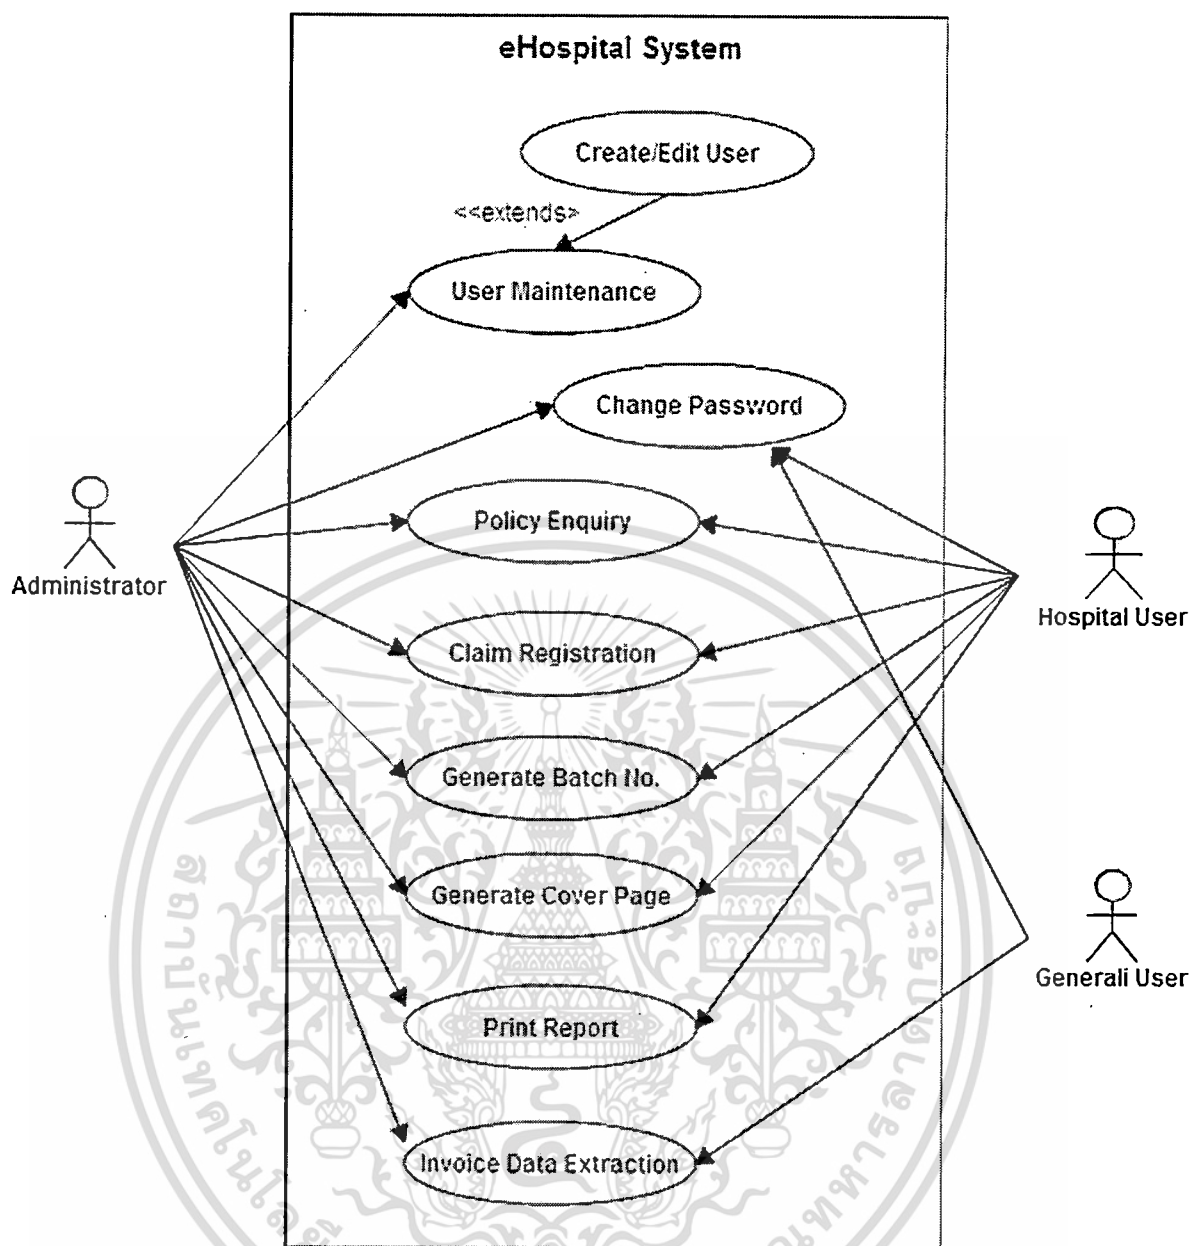 eHospital System
Create/Edit User
<<extends>
User Maintenance
Change Password
Policy Enquiry
Administrator
Hospital User
Claim Registration
Generate Batch No.
Generate Cover Page
Generali User
Print Report
Invoice Data Extraction